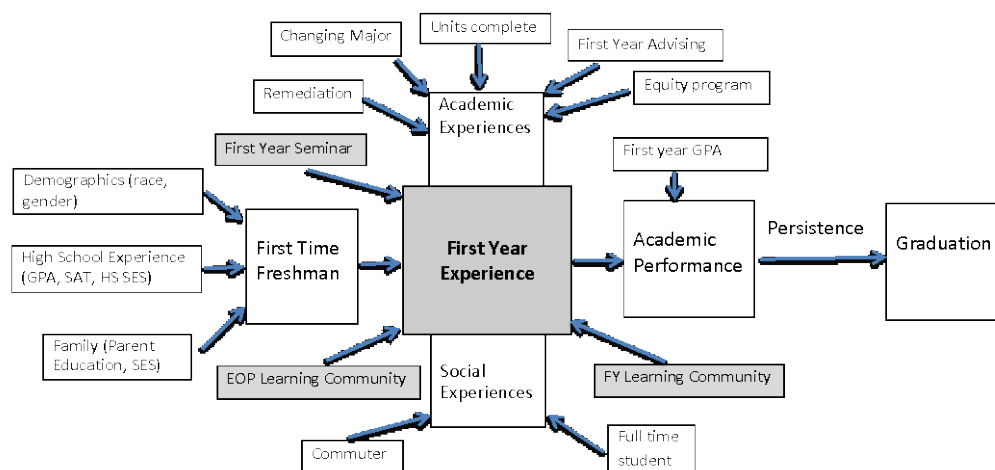 Changing Major
Units complete
First Year Advising
Remediation
Academic
Experiences
Equity program
First Year Seminar
First year GPA
Demographics (race,
gender)
High School Experience
(GPA, SAT, HS SES)
Family (Parent
Education, SES)
First Time
Freshman
First Year
Experience
Academic
Performance
Persistence
Graduation
EOP Learning Community
Social
Experiences
FY Learning Community
Commuter
Full time
student